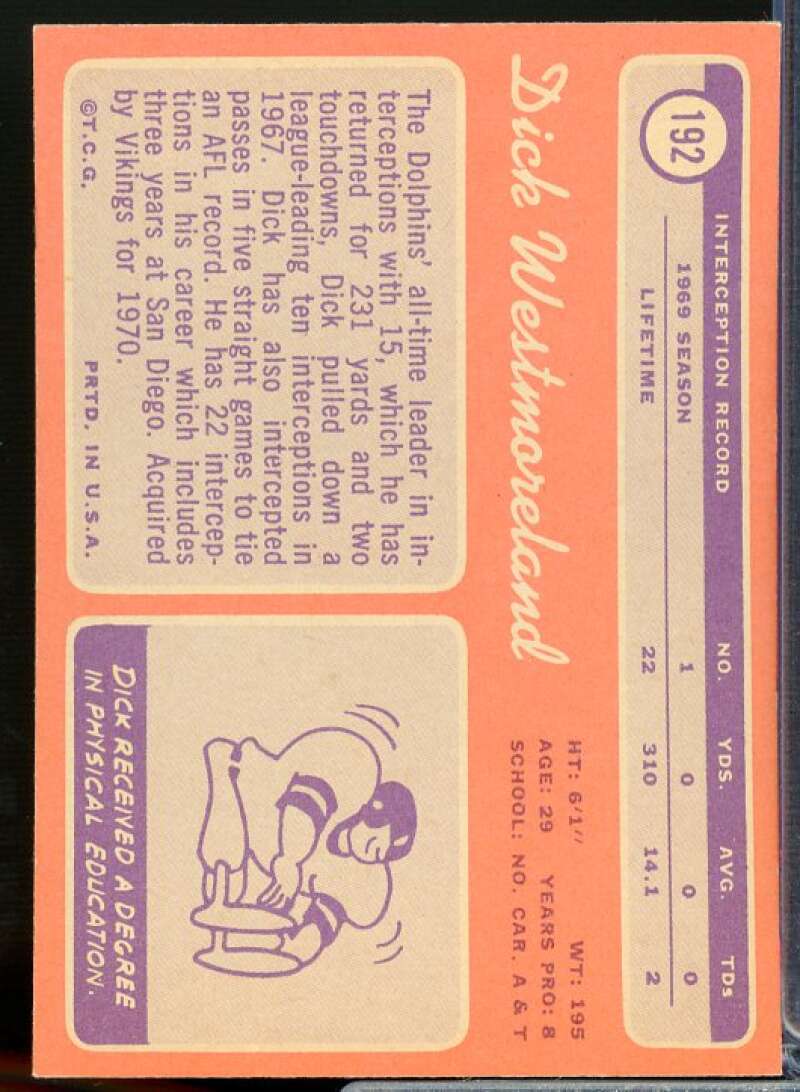 192
INTERCEPTION RECORD NO. YDS. AVG. TDs
1969 SEASON 1 0 0 0
LIFETIME 22 310 14.1 2
Dick Westmoreland
HT: 6'1" WT: 195
AGE: 29 YEARS PRO: 8
SCHOOL: NO. CAR. A & T
The Dolphins' all-time leader in in-
terceptions with 15, which he has
returned for 231 yards and two
touchdowns, Dick pulled down a
league-leading ten interceptions in
1967. Dick has also intercepted
passes in five straight games to tie
an AFL record. He has 22 intercep-
tions in his career which includes
three years at San Diego. Acquired
by Vikings for 1970.
©T.C.G. PRTD. IN U.S.A.
DICK RECEIVED A DEGREE
IN PHYSICAL EDUCATION.